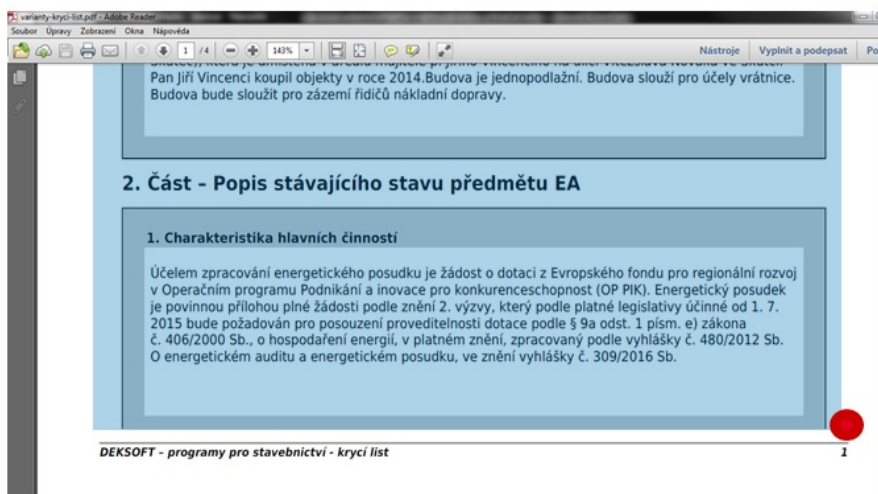 varianty-kryci-list.pdf - Adobe Reader
Soubor Úpravy Zobrazení Okna Nápověda
1 / 4 143% Nástroje Vyplnit a podepsat
Pan Jiří Vincenci koupil objekty v roce 2014.Budova je jednopodlažní. Budova slouží pro účely vrátnice.
Budova bude sloužit pro zázemí řidičů nákladní dopravy.
2. Část – Popis stávajícího stavu předmětu EA
1. Charakteristika hlavních činností
Účelem zpracování energetického posudku je žádost o dotaci z Evropského fondu pro regionální rozvoj
v Operačním programu Podnikání a inovace pro konkurenceschopnost (OP PIK). Energetický posudek
je povinnou přílohou plné žádosti podle znění 2. výzvy, který podle platné legislativy účinné od 1. 7.
2015 bude požadován pro posouzení proveditelnosti dotace podle § 9a odst. 1 písm. e) zákona
č. 406/2000 Sb., o hospodaření energií, v platném znění, zpracovaný podle vyhlášky č. 480/2012 Sb.
O energetickém auditu a energetickém posudku, ve znění vyhlášky č. 309/2016 Sb.
DEKSOFT – programy pro stavebnictví - krycí list 1